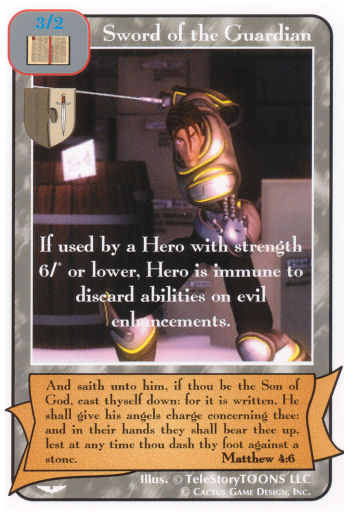 3/2
Sword of the Guardian
If used by a Hero with strength
6/* or lower, Hero is immune to
discard abilities on evil
enhancements.
And saith unto him, if thou be the Son of
God, cast thyself down: for it is written, He
shall give his angels charge concerning thee:
and in their hands they shall bear thee up,
lest at any time thou dash thy foot against a
stone. Matthew 4:6
Illus. © TeleStoryTOONS LLC
© Cactus Game Design, Inc.